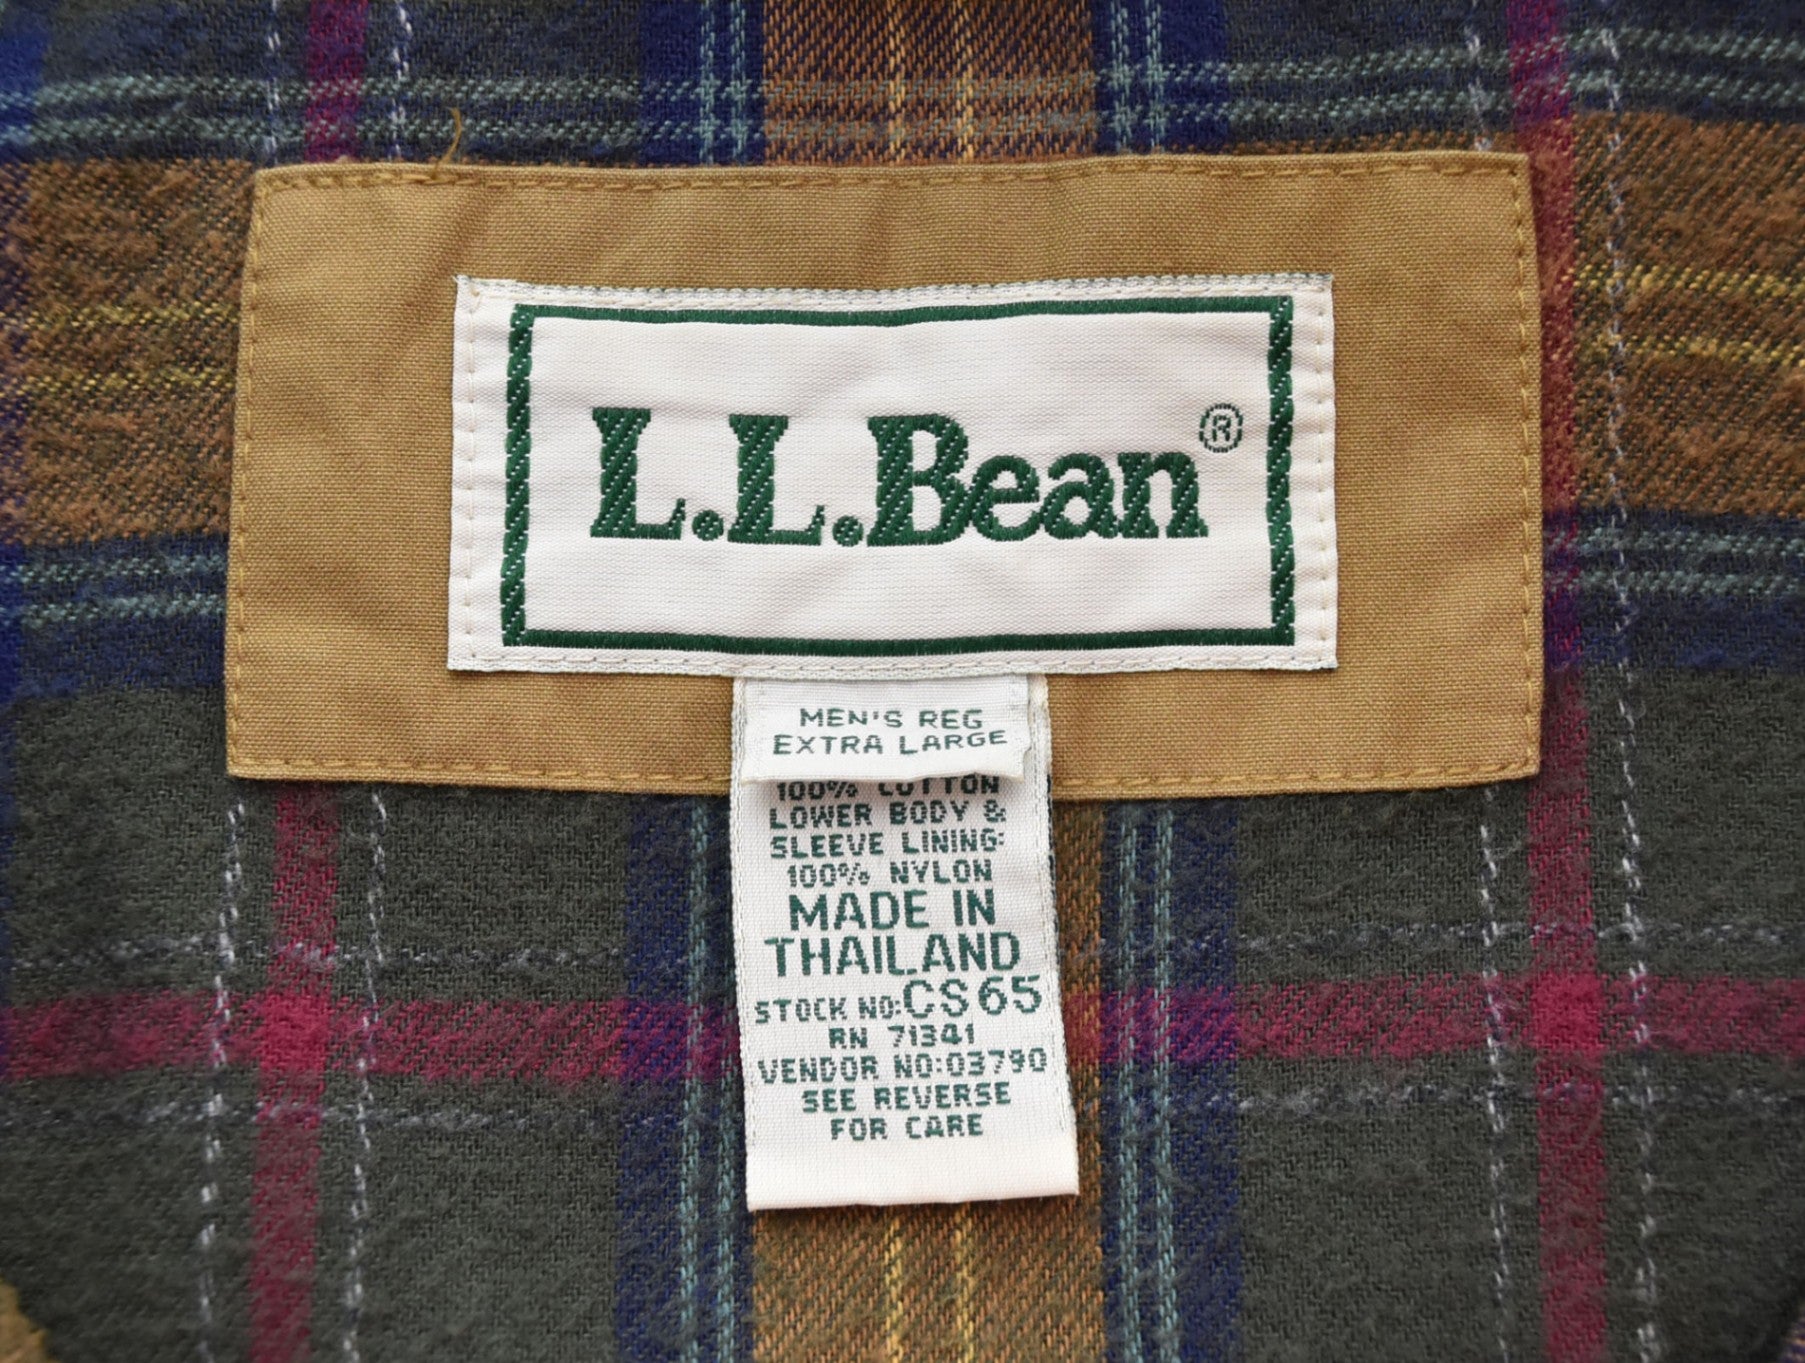 L.L.Bean®
MEN'S REG
EXTRA LARGE
100% COTTON
LOWER BODY &
SLEEVE LINING:
100% NYLON
MADE IN
THAILAND
STOCK NO:CS65
RN 71341
VENDOR NO:03790
SEE REVERSE
FOR CARE